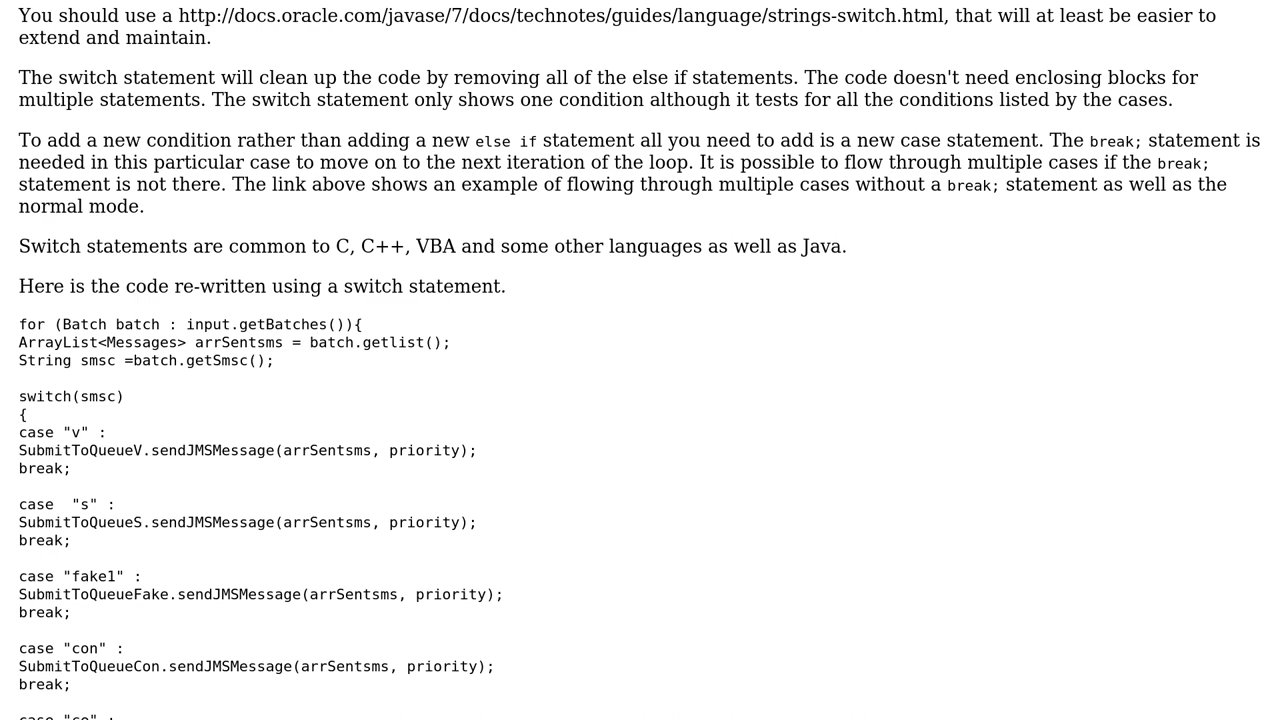 You should use a http://docs.oracle.com/javase/7/docs/technotes/guides/language/strings-switch.html, that will at least be easier to
extend and maintain.
The switch statement will clean up the code by removing all of the else if statements. The code doesn't need enclosing blocks for
multiple statements. The switch statement only shows one condition although it tests for all the conditions listed by the cases.
To add a new condition rather than adding a new else if statement all you need to add is a new case statement. The break; statement is
needed in this particular case to move on to the next iteration of the loop. It is possible to flow through multiple cases if the break;
statement is not there. The link above shows an example of flowing through multiple cases without a break; statement as well as the
normal mode.
Switch statements are common to C, C++, VBA and some other languages as well as Java.
Here is the code re-written using a switch statement.
for (Batch batch : input.getBatches()){
ArrayList<Messages> arrSentsms = batch.getlist();
String smsc =batch.getSmsc();
switch(smsc)
{
case "v" :
SubmitToQueueV.sendJMSMessage(arrSentsms, priority);
break;
case  "s" :
SubmitToQueueS.sendJMSMessage(arrSentsms, priority);
break;
case "fake1" :
SubmitToQueueFake.sendJMSMessage(arrSentsms, priority);
break;
case "con" :
SubmitToQueueCon.sendJMSMessage(arrSentsms, priority);
break;